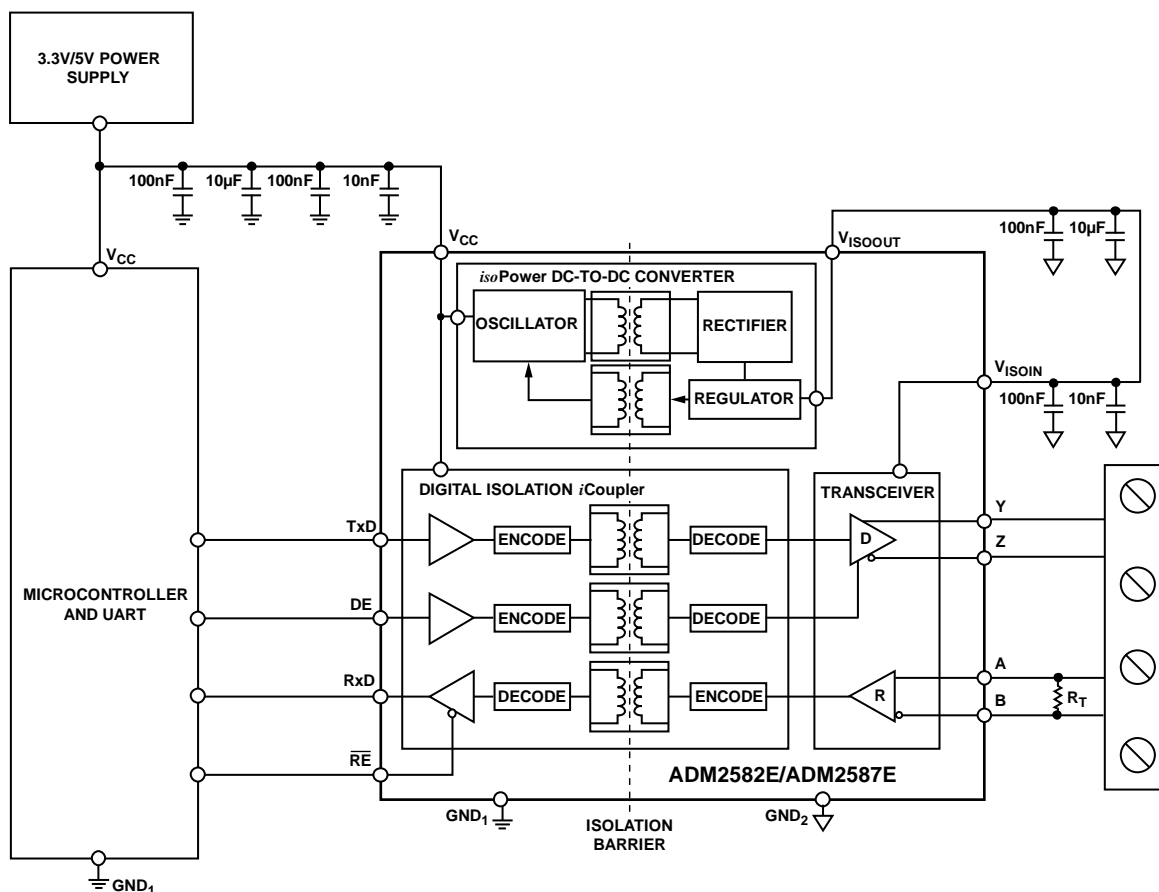 3.3V/5V POWER
SUPPLY
100nF
10µF
100nF
10nF
VCC
VCC
VISOOUT
100nF
10µF
isoPower DC-TO-DC CONVERTER
OSCILLATOR
RECTIFIER
REGULATOR
VISOIN
100nF
10nF
DIGITAL ISOLATION iCoupler
TRANSCEIVER
MICROCONTROLLER
AND UART
TxD
ENCODE
DECODE
D
Y
Z
DE
ENCODE
DECODE
RxD
DECODE
ENCODE
R
A
B
RT
RE
ADM2582E/ADM2587E
GND1
ISOLATION
BARRIER
GND2
GND1